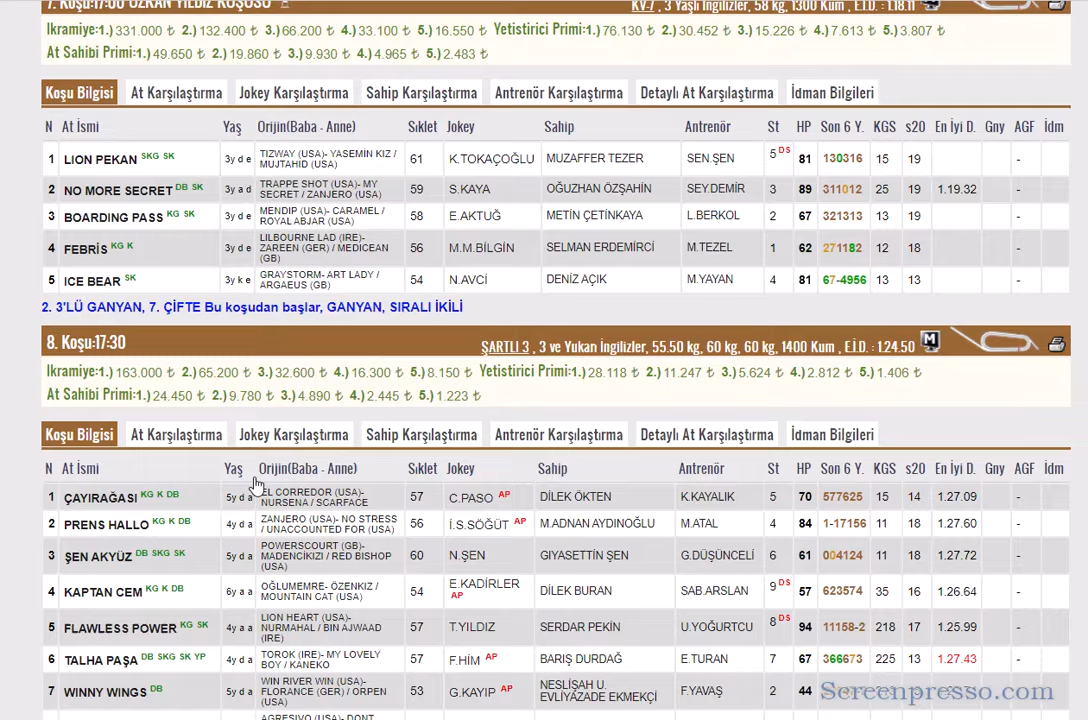 7. Koşu:17:00 ÖZKAN YILDIZ KOŞUSU
KV-7 , 3 Yaşlı İngilizler, 58 kg, 1300 Kum , E.İ.D. : 1.18.11
İkramiye:1.) 331.000 ₺ 2.) 132.400 ₺ 3.) 66.200 ₺ 4.) 33.100 ₺ 5.) 16.550 ₺ Yetistirici Primi:1.) 76.130 ₺ 2.) 30.452 ₺ 3.) 15.226 ₺ 4.) 7.613 ₺ 5.) 3.807 ₺
At Sahibi Primi:1.) 49.650 ₺ 2.) 19.860 ₺ 3.) 9.930 ₺ 4.) 4.965 ₺ 5.) 2.483 ₺
Koşu Bilgisi At Karşılaştırma Jokey Karşılaştırma Sahip Karşılaştırma Antrenör Karşılaştırma Detaylı At Karşılaştırma İdman Bilgileri
N At İsmi Yaş Orijin(Baba - Anne) Sıklet Jokey Sahip Antrenör St HP Son 6 Y. KGS s20 En İyi D. Gny AGF İdm
1 LION PEKAN SKG SK 3y d e TIZWAY (USA)- YASEMİN KIZ / MUJTAHID (USA) 61 K.TOKAÇOĞLU MUZAFFER TEZER SEN.ŞEN 5 DS 81 130316 15 19 -
2 NO MORE SECRET DB SK 3y a d TRAPPE SHOT (USA)- MY SECRET / ZANJERO (USA) 59 S.KAYA OĞUZHAN ÖZŞAHİN SEY.DEMİR 3 89 311012 25 19 1.19.32 -
3 BOARDING PASS KG SK 3y d e MENDIP (USA)- CARAMEL / ROYAL ABJAR (USA) 58 E.AKTUĞ METİN ÇETİNKAYA L.BERKOL 2 67 321313 13 19 -
4 FEBRİS KG K 3y d e LILBOURNE LAD (IRE)- ZAREEN (GER) / MEDICEAN (GB) 56 M.M.BİLGİN SELMAN ERDEMİRCİ M.TEZEL 1 62 271182 12 18 -
5 ICE BEAR SK 3y k e GRAYSTORM- ART LADY / ARGAEUS (GB) 54 N.AVCİ DENİZ AÇIK M.YAYAN 4 81 67-4956 13 13 -
2. 3'LÜ GANYAN, 7. ÇİFTE Bu koşudan başlar, GANYAN, SIRALI İKİLİ
8. Koşu:17:30
ŞARTLI 3 , 3 ve Yukarı İngilizler, 55.50 kg, 60 kg, 60 kg, 1400 Kum , E.İ.D. : 1.24.50 M
İkramiye:1.) 163.000 ₺ 2.) 65.200 ₺ 3.) 32.600 ₺ 4.) 16.300 ₺ 5.) 8.150 ₺ Yetistirici Primi:1.) 28.118 ₺ 2.) 11.247 ₺ 3.) 5.624 ₺ 4.) 2.812 ₺ 5.) 1.406 ₺
At Sahibi Primi:1.) 24.450 ₺ 2.) 9.780 ₺ 3.) 4.890 ₺ 4.) 2.445 ₺ 5.) 1.223 ₺
Koşu Bilgisi At Karşılaştırma Jokey Karşılaştırma Sahip Karşılaştırma Antrenör Karşılaştırma Detaylı At Karşılaştırma İdman Bilgileri
N At İsmi Yaş Orijin(Baba - Anne) Sıklet Jokey Sahip Antrenör St HP Son 6 Y. KGS s20 En İyi D. Gny AGF İdm
1 ÇAYIRAĞASI KG K DB 5y d a EL CORREDOR (USA)- NURSENA / SCARFACE 57 C.PASO AP DİLEK ÖKTEN K.KAYALIK 5 70 577625 15 14 1.27.09 -
2 PRENS HALLO KG K DB 4y d a ZANJERO (USA)- NO STRESS / UNACCOUNTED FOR (USA) 56 İ.S.SÖĞÜT AP M.ADNAN AYDINOĞLU M.ATAL 4 84 1-17156 11 18 1.27.60 -
3 ŞEN AKYÜZ DB SKG SK 5y d a POWERSCOURT (GB)- MADENCİKIZI / RED BISHOP (USA) 60 N.ŞEN GIYASETTİN ŞEN G.DÜŞÜNCELİ 6 61 004124 11 18 1.27.72 -
4 KAPTAN CEM KG K DB 6y a a OĞLUMEMRE- ÖZENKIZ / MOUNTAIN CAT (USA) 54 E.KADİRLER AP DİLEK BURAN SAB.ARSLAN 9 DS 57 623574 35 16 1.26.64 -
5 FLAWLESS POWER KG SK 4y a a LION HEART (USA)- NURMAHAL / BIN AJWAAD (IRE) 57 T.YILDIZ SERDAR PEKİN U.YOĞURTCU 8 DS 94 11158-2 218 17 1.25.99 -
6 TALHA PAŞA DB SKG SK YP 4y d a TOROK (IRE)- MY LOVELY BOY / KANEKO 57 F.HİM AP BARIŞ DURDAĞ E.TURAN 7 67 366673 225 13 1.27.43 -
7 WINNY WINGS DB 5y d a WIN RIVER WIN (USA)- FLORANCE (GER) / ORPEN (USA) 53 G.KAYIP AP NESLİŞAH U. EVLİYAZADE EKMEKÇİ F.YAVAŞ 2 44
Screenpresso.com
AGRESIVO (USA)- DONT